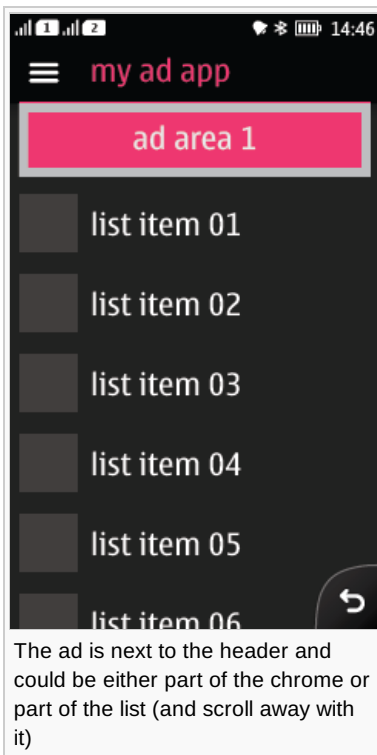 1 2 14:46
my ad app
ad area 1
list item 01
list item 02
list item 03
list item 04
list item 05
list item 06
The ad is next to the header and
could be either part of the chrome or
part of the list (and scroll away with
it)